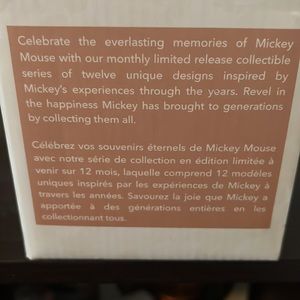 Celebrate the everlasting memories of Mickey
Mouse with our monthly limited release collectible
series of twelve unique designs inspired by
Mickey's experiences through the years. Revel in
the happiness Mickey has brought to generations
by collecting them all.
Célébrez vos souvenirs éternels de Mickey Mouse
avec notre série de collection en édition limitée à
venir sur 12 mois, laquelle comprend 12 modèles
uniques inspirés par les expériences de Mickey à
travers les années. Savourez la joie que Mickey a
apportée à des générations entières en les
collectionnant tous.